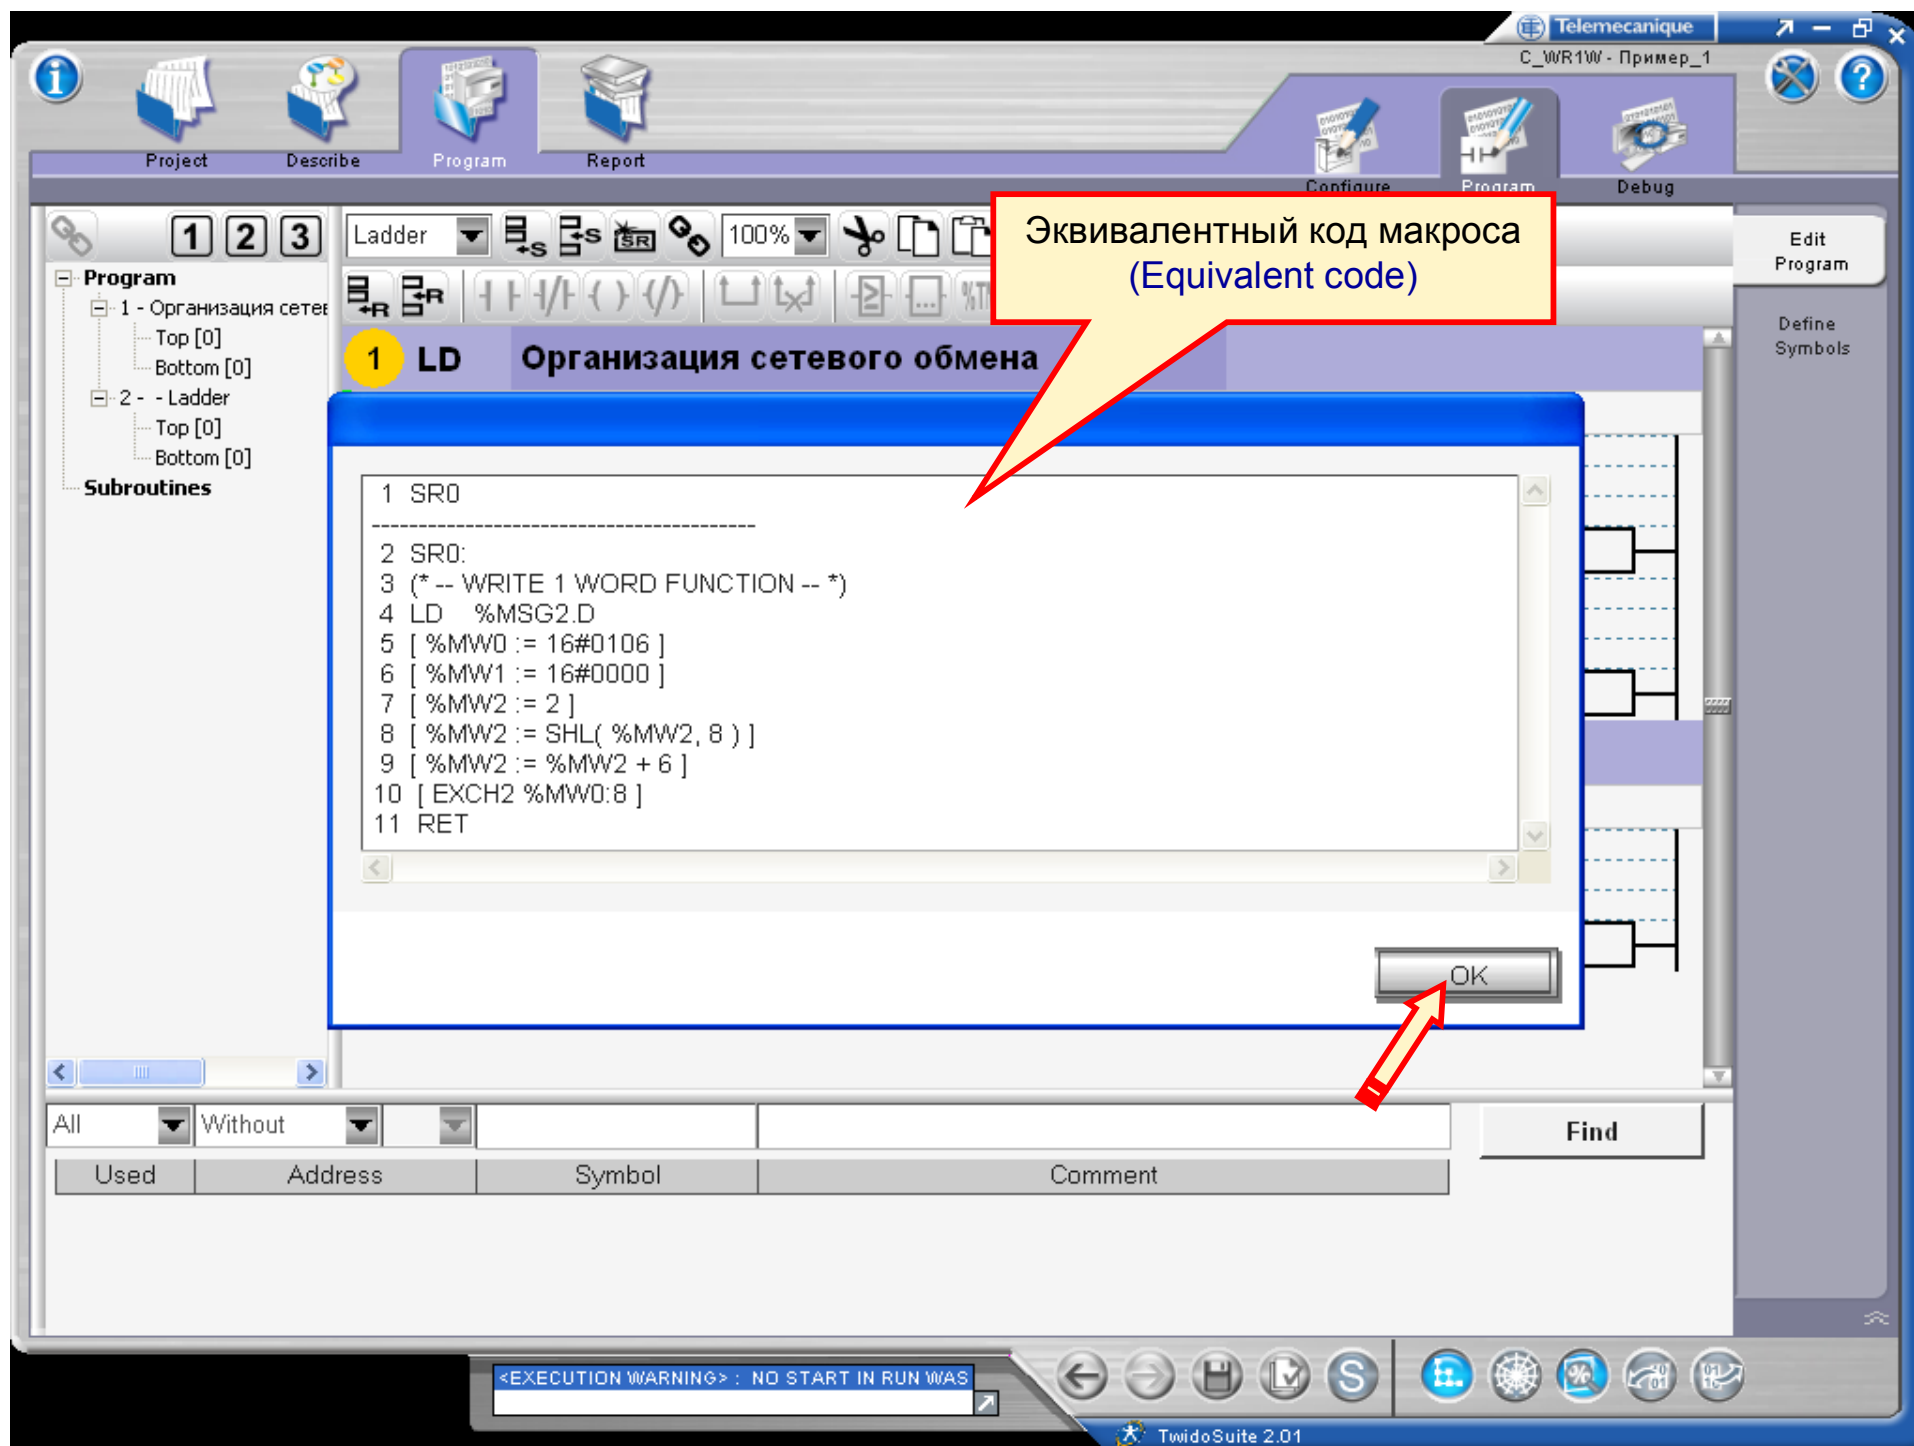 Telemecanique
C_WR1W - Пример_1
Project
Describe
Program
Report
Configure
Program
Debug
1 2 3
Ladder
100%
Эквивалентный код макроса
(Equivalent code)
Edit
Program
Define
Symbols
Program
1 - Организация сетев
Top [0]
Bottom [0]
2 - - Ladder
Top [0]
Bottom [0]
Subroutines
1 LD Организация сетевого обмена
1 SR0
-----------------------------------------
2 SR0:
3 (* -- WRITE 1 WORD FUNCTION -- *)
4 LD %MSG2.D
5 [ %MW0 := 16#0106 ]
6 [ %MW1 := 16#0000 ]
7 [ %MW2 := 2 ]
8 [ %MW2 := SHL( %MW2, 8 ) ]
9 [ %MW2 := %MW2 + 6 ]
10 [ EXCH2 %MW0:8 ]
11 RET
OK
All
Without
Find
Used
Address
Symbol
Comment
<EXECUTION WARNING> : NO START IN RUN WAS
TwidoSuite 2.01